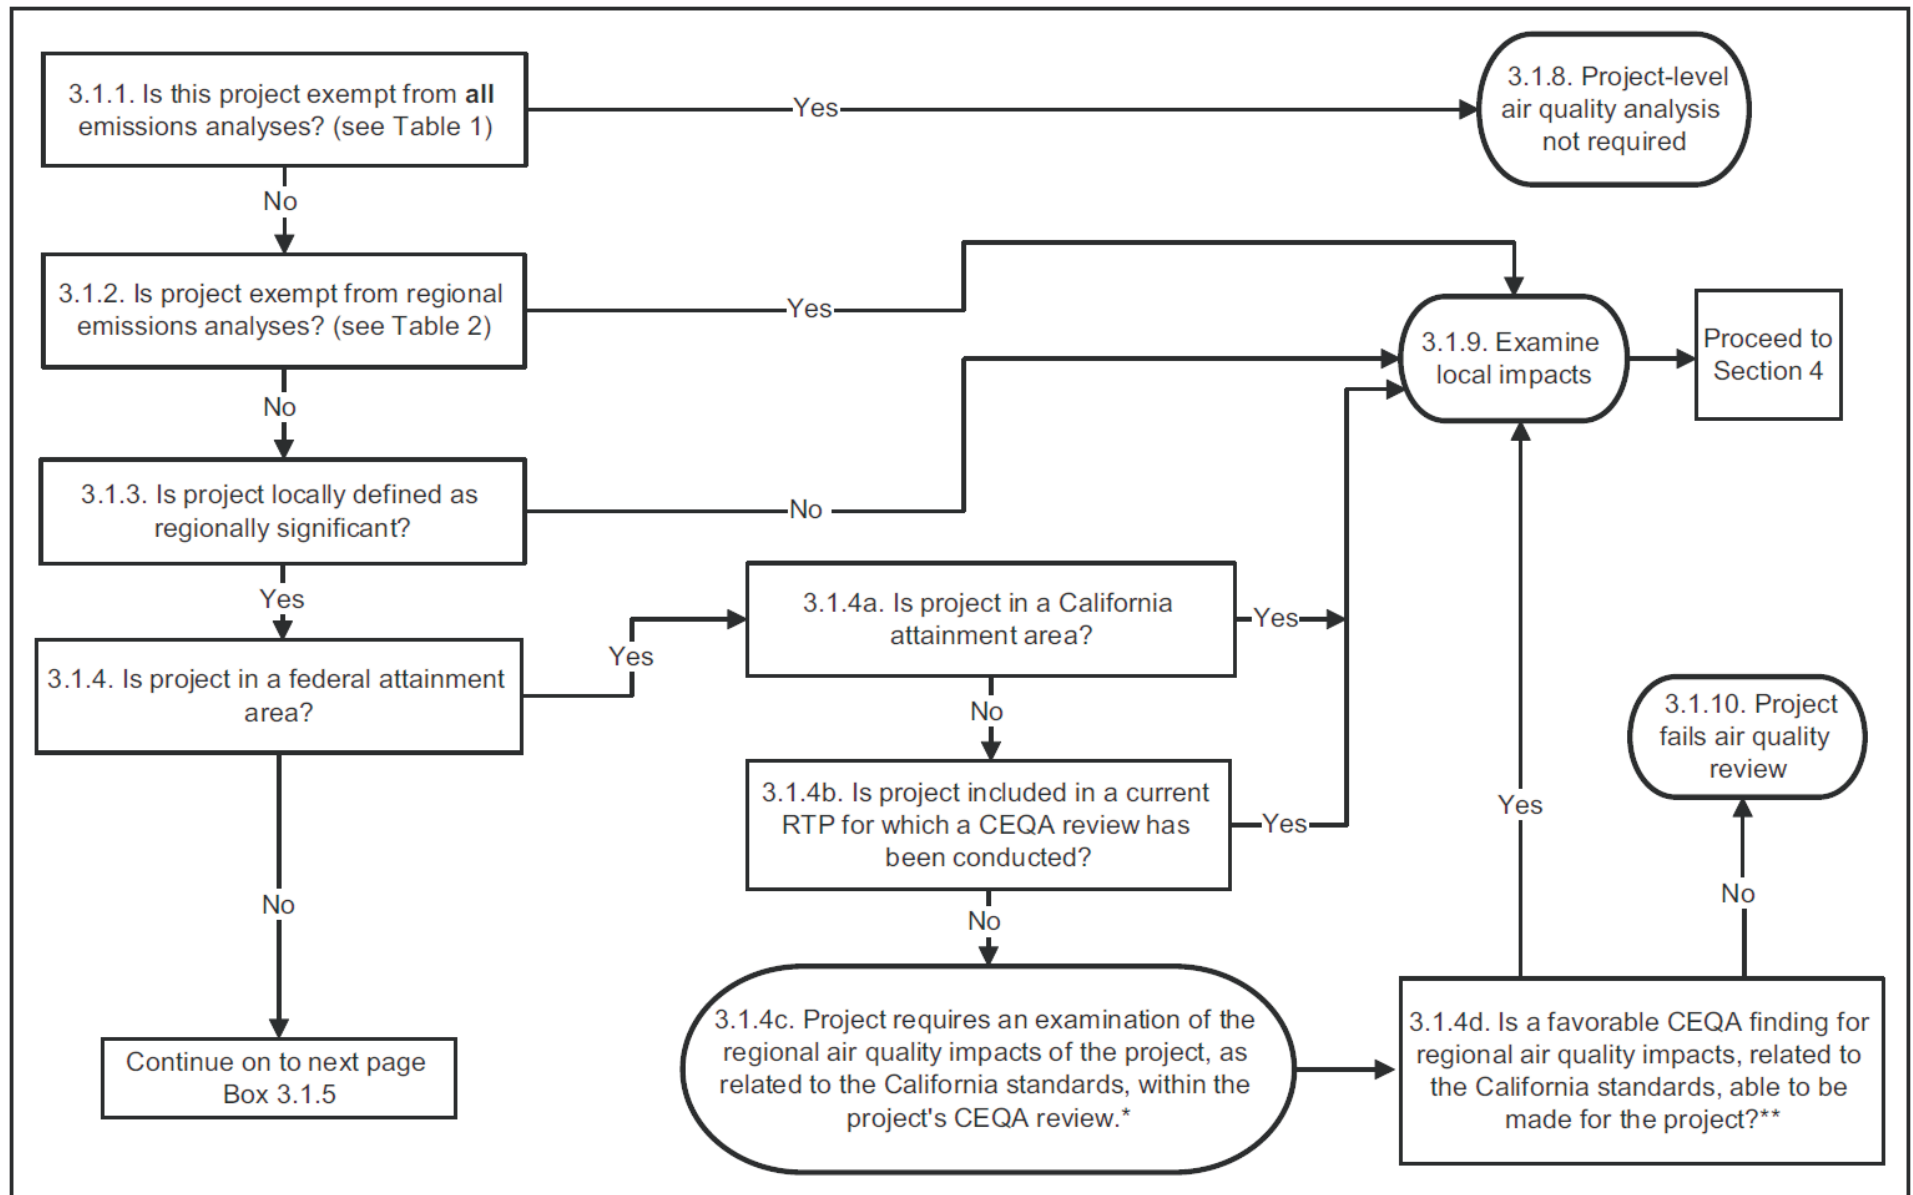 3.1.1. Is this project exempt from all
emissions analyses? (see Table 1)
Yes
3.1.8. Project-level
air quality analysis
not required
No
3.1.2. Is project exempt from regional
emissions analyses? (see Table 2)
Yes
3.1.9. Examine
local impacts
Proceed to
Section 4
No
3.1.3. Is project locally defined as
regionally significant?
No
Yes
3.1.4. Is project in a federal attainment
area?
Yes
3.1.4a. Is project in a California
attainment area?
Yes
No
3.1.4b. Is project included in a current
RTP for which a CEQA review has
been conducted?
Yes
No
3.1.4c. Project requires an examination of the
regional air quality impacts of the project, as
related to the California standards, within the
project's CEQA review.*
3.1.4d. Is a favorable CEQA finding for
regional air quality impacts, related to
the California standards, able to be
made for the project?**
Yes
No
3.1.10. Project
fails air quality
review
No
Continue on to next page
Box 3.1.5